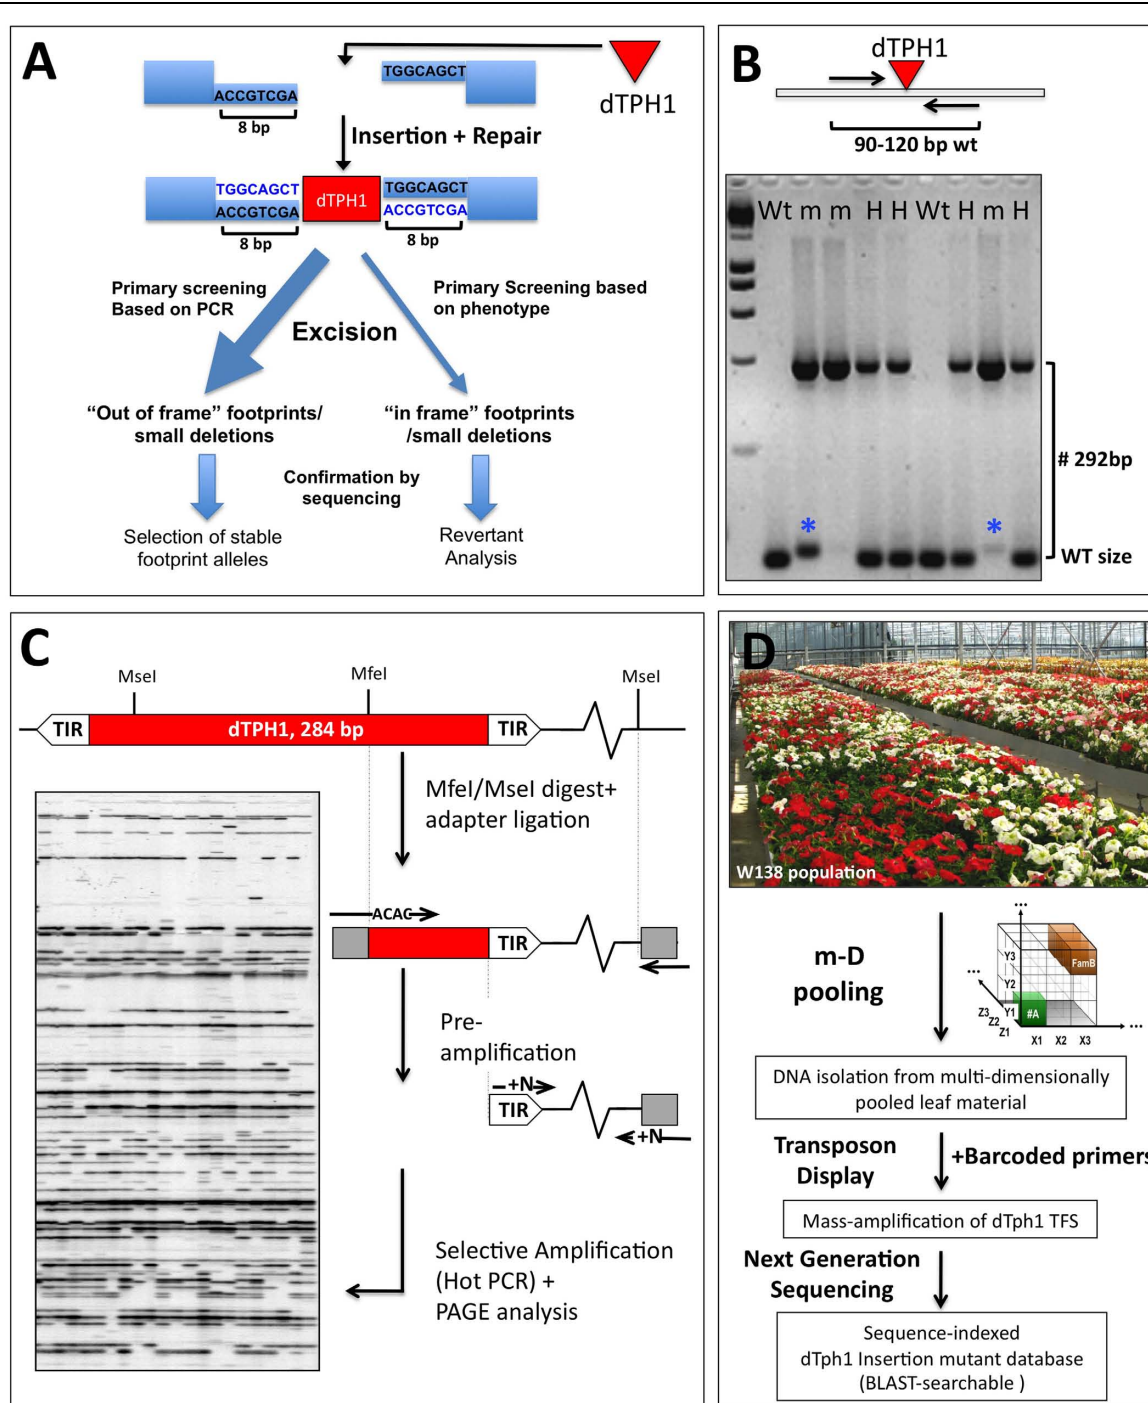 A
TGGCAGCT
ACCGTCGA
dTPH1
8 bp
Insertion + Repair
TGGCAGCT
TGGCAGCT
dTPH1
ACCGTCGA
ACCGTCGA
8 bp
8 bp
Primary screening
Based on PCR
Primary Screening based
on phenotype
Excision
“Out of frame” footprints/
small deletions
“in frame” footprints
/small deletions
Confirmation by
sequencing
Selection of stable
footprint alleles
Revertant
Analysis
B
dTPH1
90-120 bp wt
Wt m m H H Wt H m H
# 292bp
*
*
WT size
C
MseI
MfeI
MseI
TIR
dTPH1, 284 bp
TIR
MfeI/MseI digest+
adapter ligation
ACAC
TIR
Pre-
amplification
+N
TIR
+N
Selective Amplification
(Hot PCR) +
PAGE analysis
D
W138 population
m-D
pooling
...
Y3
FamB
...
Y2
Z3
Y1
#A
Z2
Z1
X1
X2
X3
...
DNA isolation from multi-dimensionally
pooled leaf material
Transposon
Display
+Barcoded primers
Mass-amplification of dTph1 TFS
Next Generation
Sequencing
Sequence-indexed
dTph1 Insertion mutant database
(BLAST-searchable )